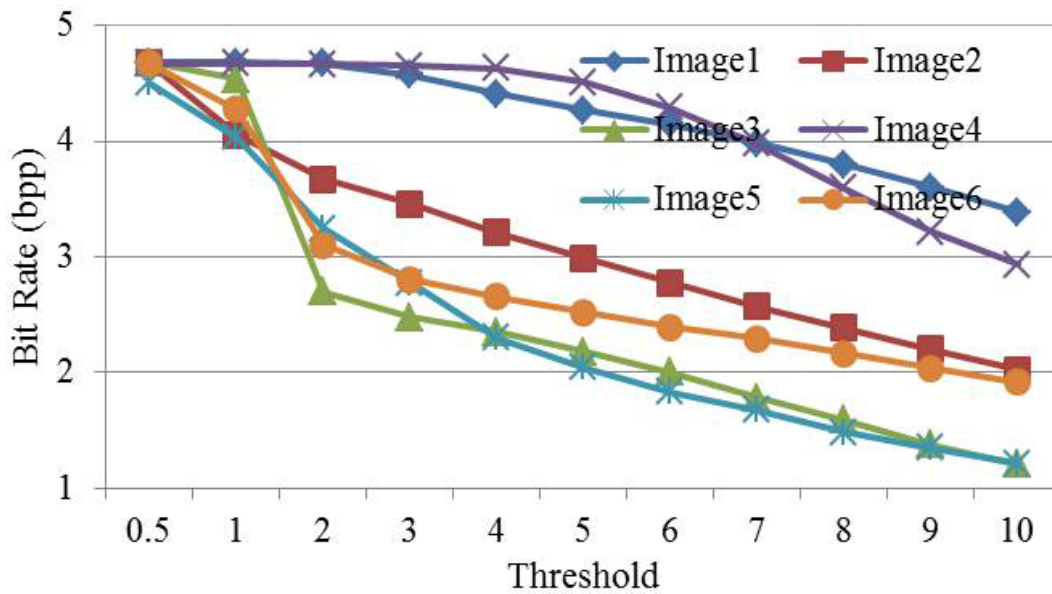 5
4
3
2
1
Bit Rate (bpp)
Image1 Image2
Image3 Image4
Image5 Image6
0.5 1 2 3 4 5 6 7 8 9 10
Threshold